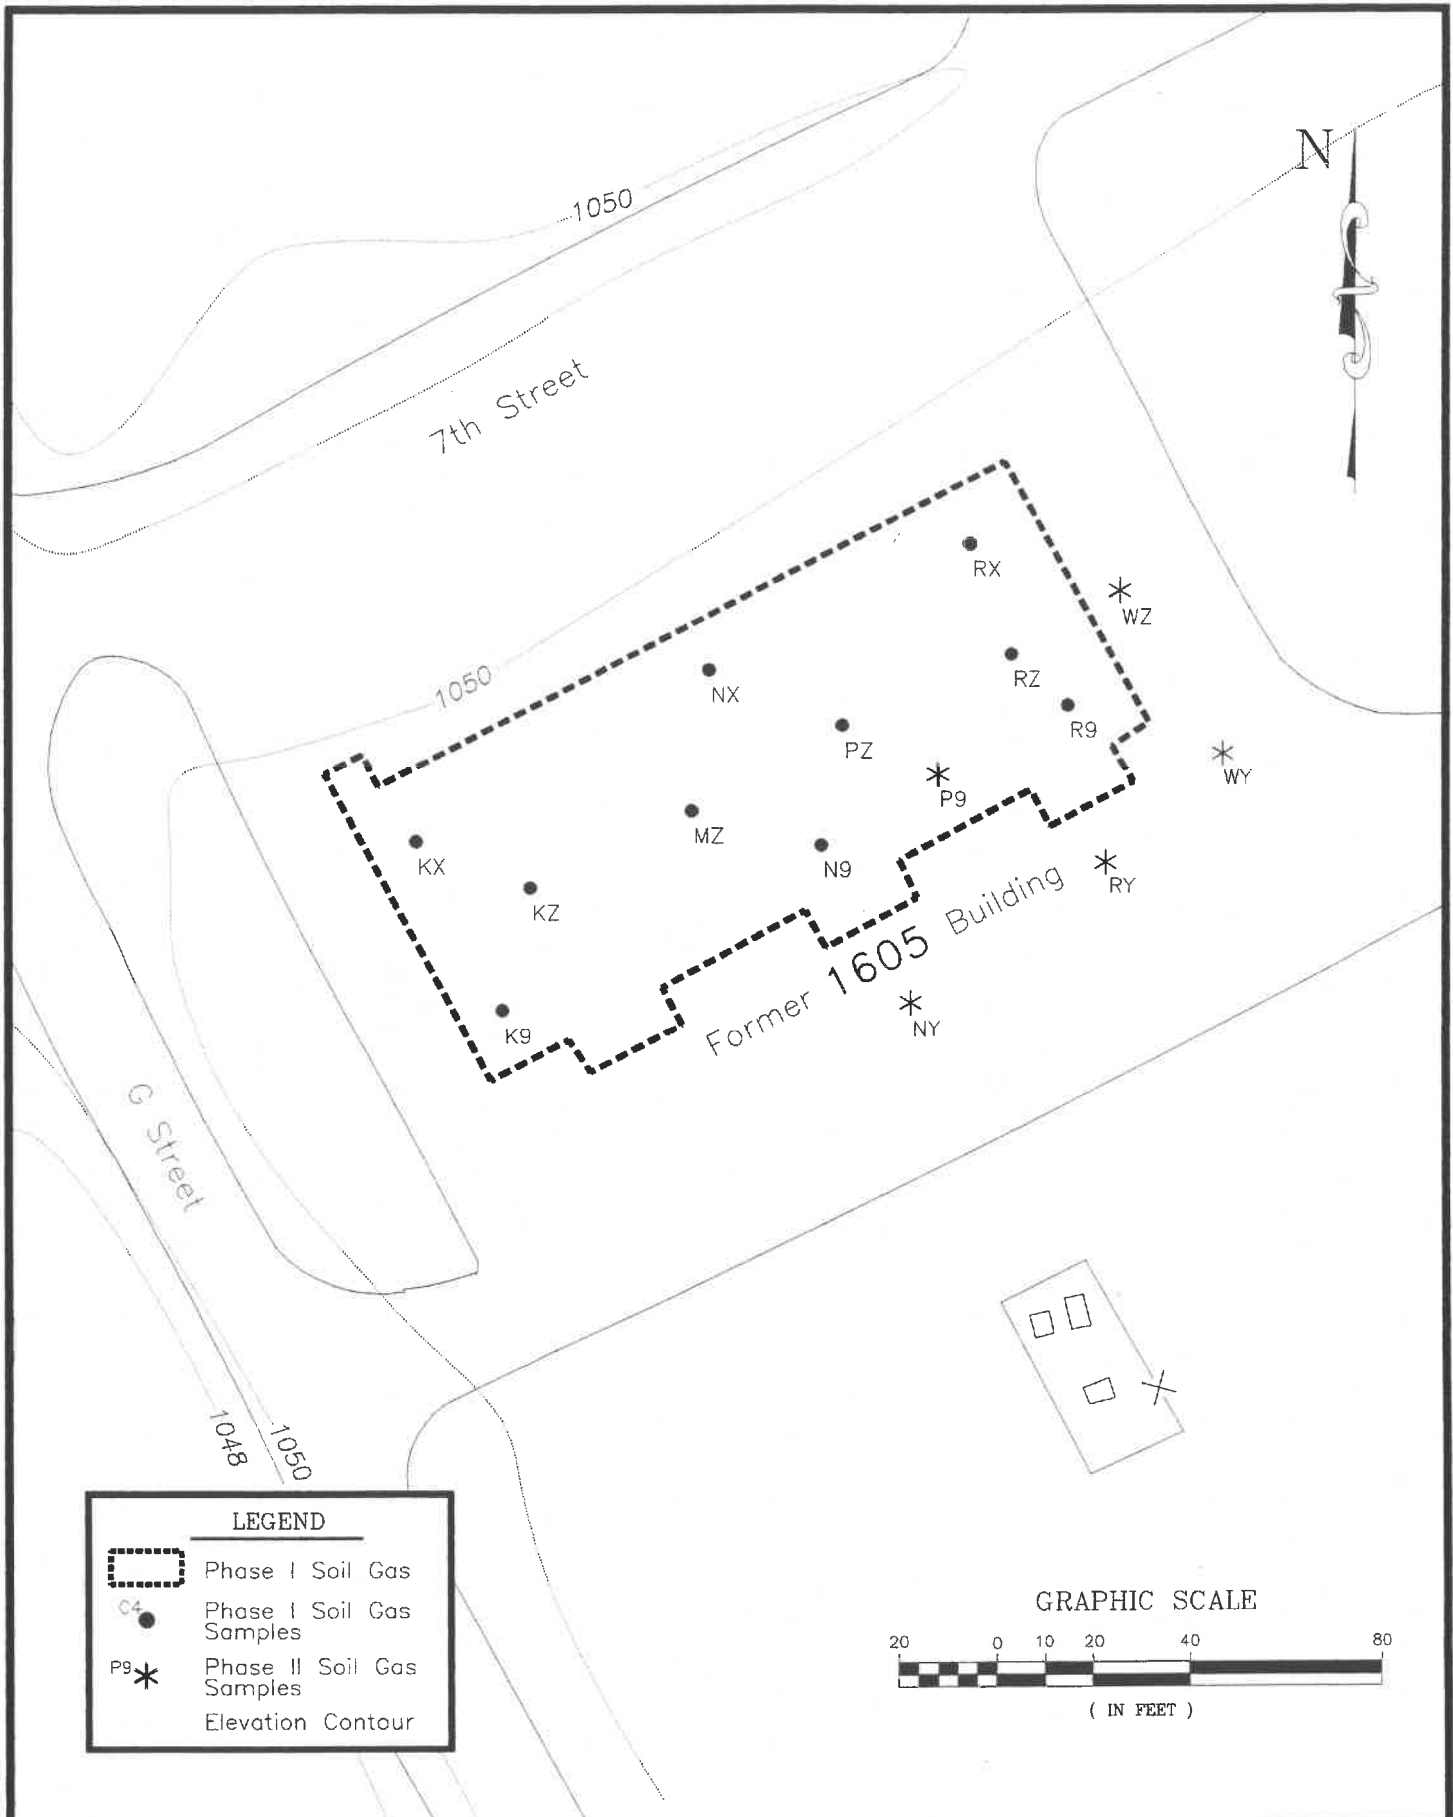 N
1050
7th Street
RX
WZ
NX
RZ
1050
R9
PZ
WY
P9
MZ
KX
N9
RY
KZ
Former 1605 Building
NY
K9
G Street
1048
1050
LEGEND
Phase I Soil Gas
C4
Phase I Soil Gas
Samples
P9
Phase II Soil Gas
Samples
Elevation Contour
GRAPHIC SCALE
20 0 10 20 40 80
( IN FEET )